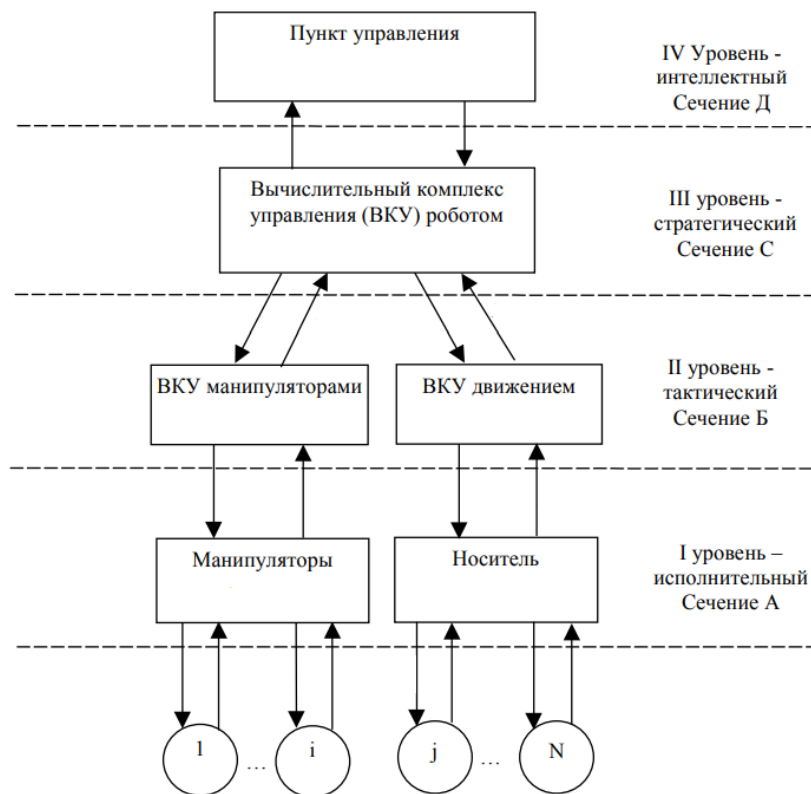 Пункт управления
IV Уровень -
интеллектный
Сечение Д
Вычислительный комплекс
управления (ВКУ) роботом
III уровень -
стратегический
Сечение С
ВКУ манипуляторами
ВКУ движением
II уровень -
тактический
Сечение Б
Манипуляторы
Носитель
I уровень –
исполнительный
Сечение А
1
...
i
j
...
N